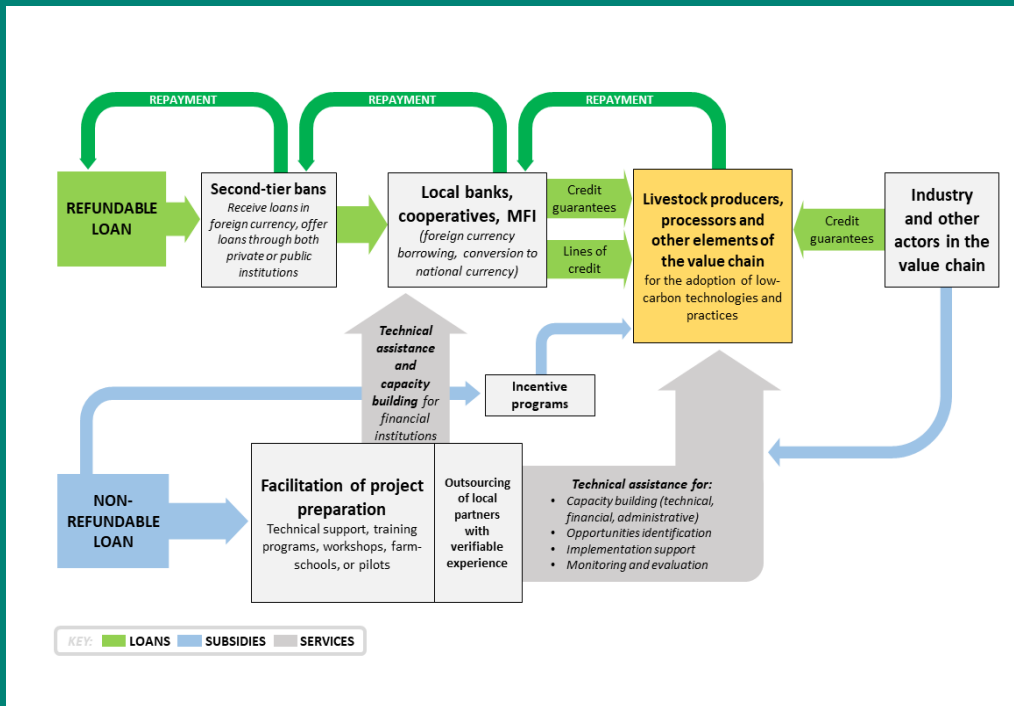 REPAYMENT
REPAYMENT
REPAYMENT
REFUNDABLE
LOAN
Second-tier bans
Receive loans in
foreign currency, offer
loans through both
private or public
institutions
Local banks,
cooperatives, MFI
(foreign currency
borrowing, conversion to
national currency)
Credit
guarantees
Lines of
credit
Livestock producers,
processors and
other elements of
the value chain
for the adoption of low-
carbon technologies and
practices
Credit
guarantees
Industry
and other
actors in the
value chain
Technical
assistance
and
capacity
building for
financial
institutions
Incentive
programs
NON-
REFUNDABLE
LOAN
Facilitation of project
preparation
Technical support, training
programs, workshops, farm-
schools, or pilots
Outsourcing
of local
partners
with
verifiable
experience
Technical assistance for:
• Capacity building (technical,
financial, administrative)
• Opportunities identification
• Implementation support
• Monitoring and evaluation
KEY: LOANS SUBSIDIES SERVICES